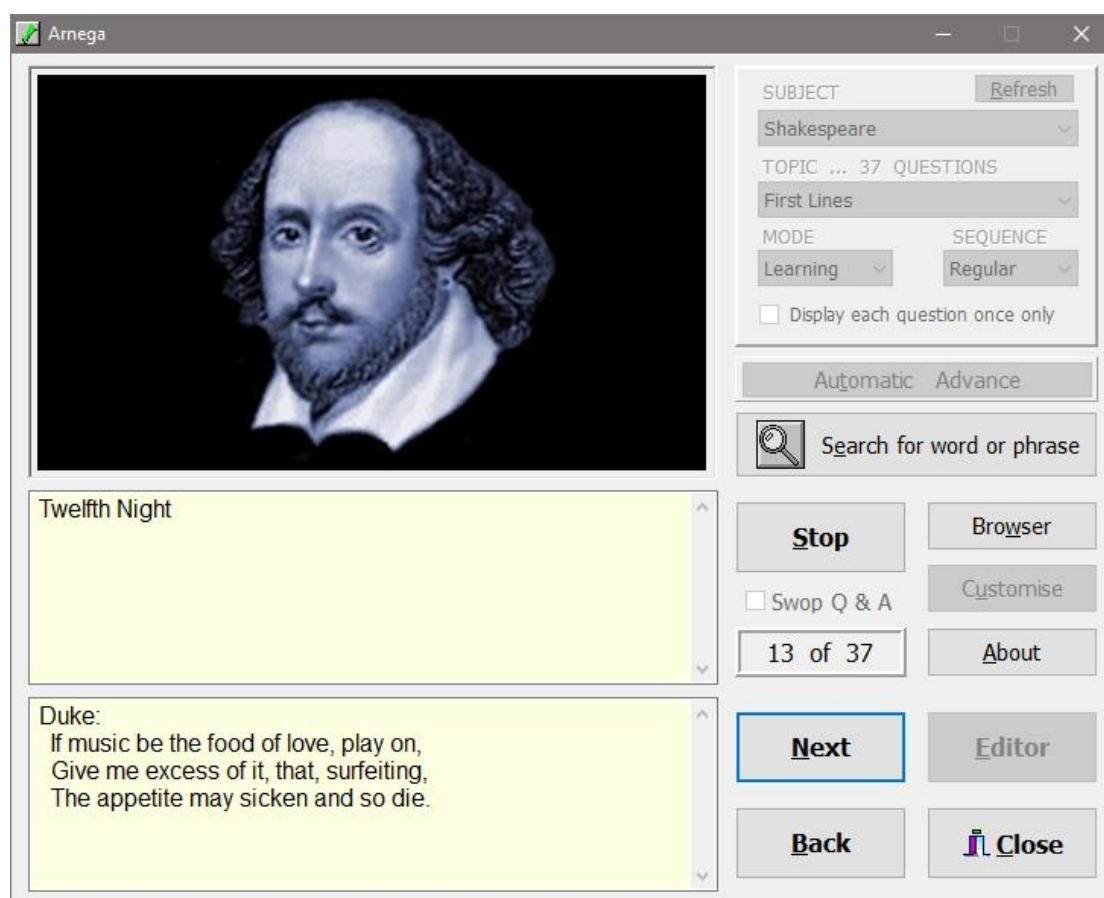 Arnega
SUBJECT
Refresh
Shakespeare
TOPIC ... 37 QUESTIONS
First Lines
MODE
SEQUENCE
Learning
Regular
Display each question once only
Automatic Advance
Search for word or phrase
Twelfth Night
Stop
Browser
Swop Q & A
Customise
13 of 37
About
Duke:
If music be the food of love, play on,
Give me excess of it, that, surfeiting,
The appetite may sicken and so die.
Next
Editor
Back
Close